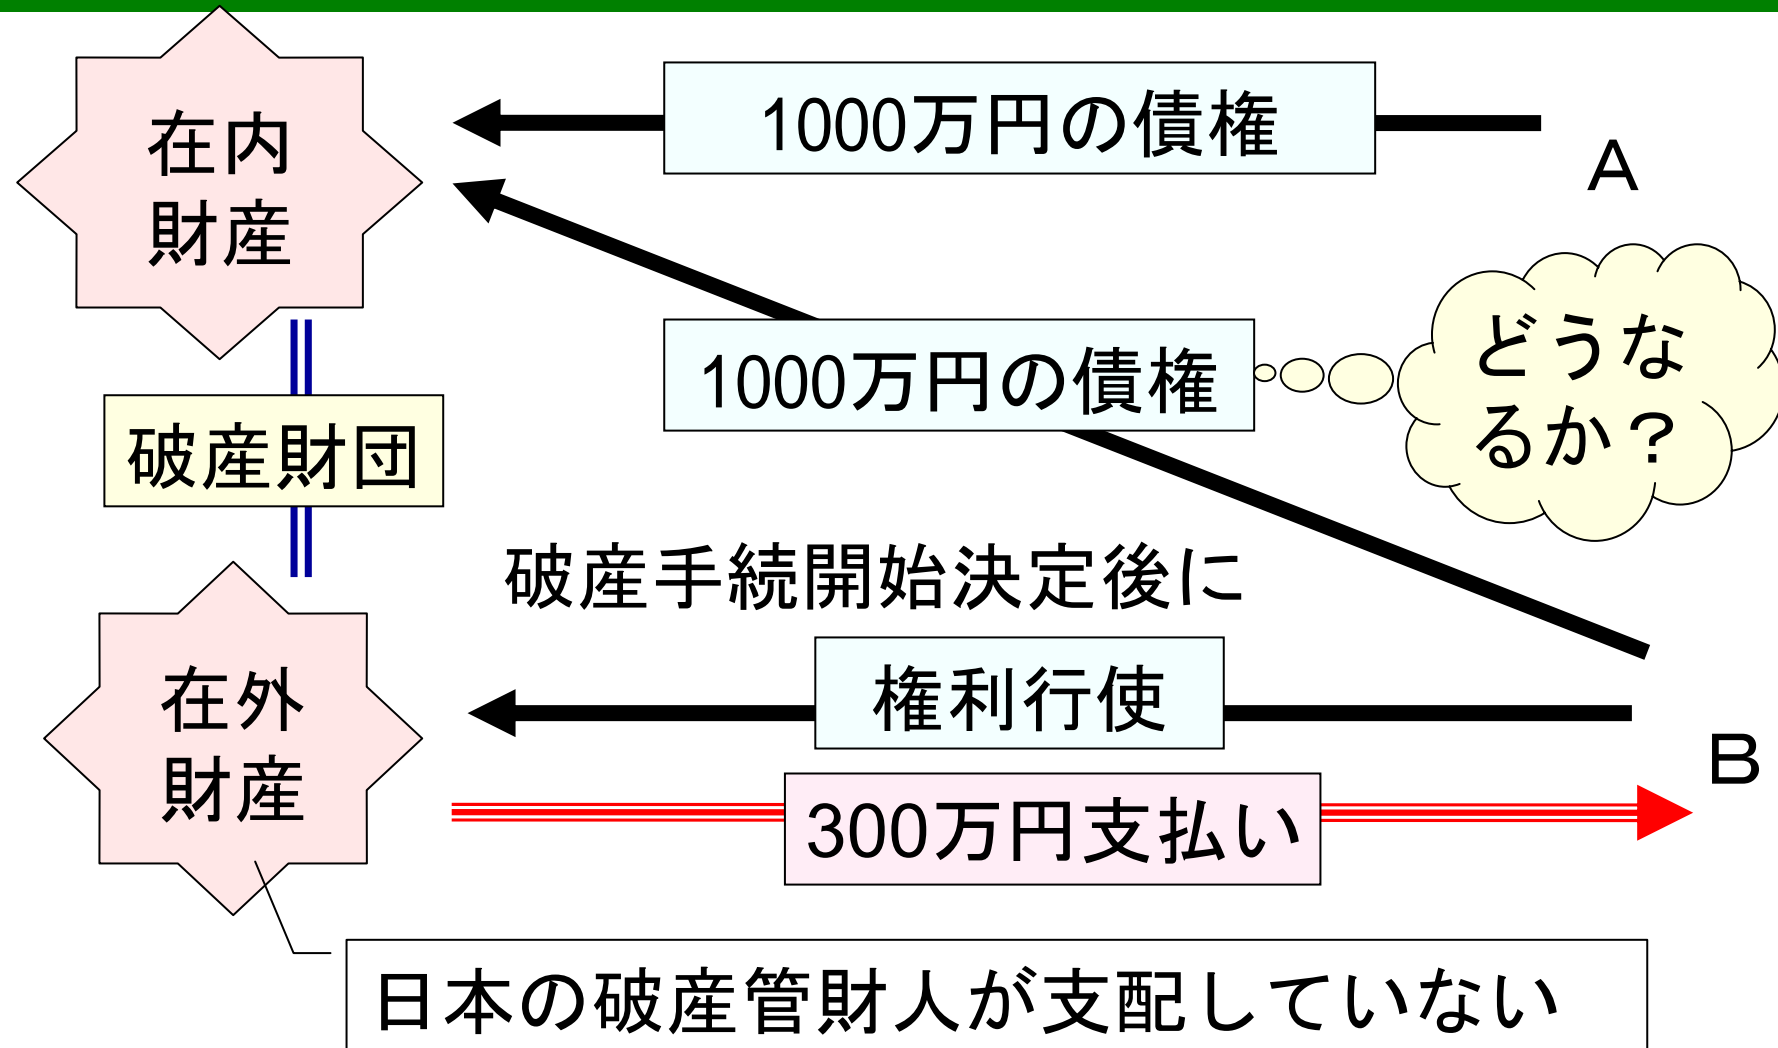 在内
財産
1000万円の債権
A
1000万円の債権
どうな
るか？
破産財団
破産手続開始決定後に
在外
財産
権利行使
B
300万円支払い
日本の破産管財人が支配していない